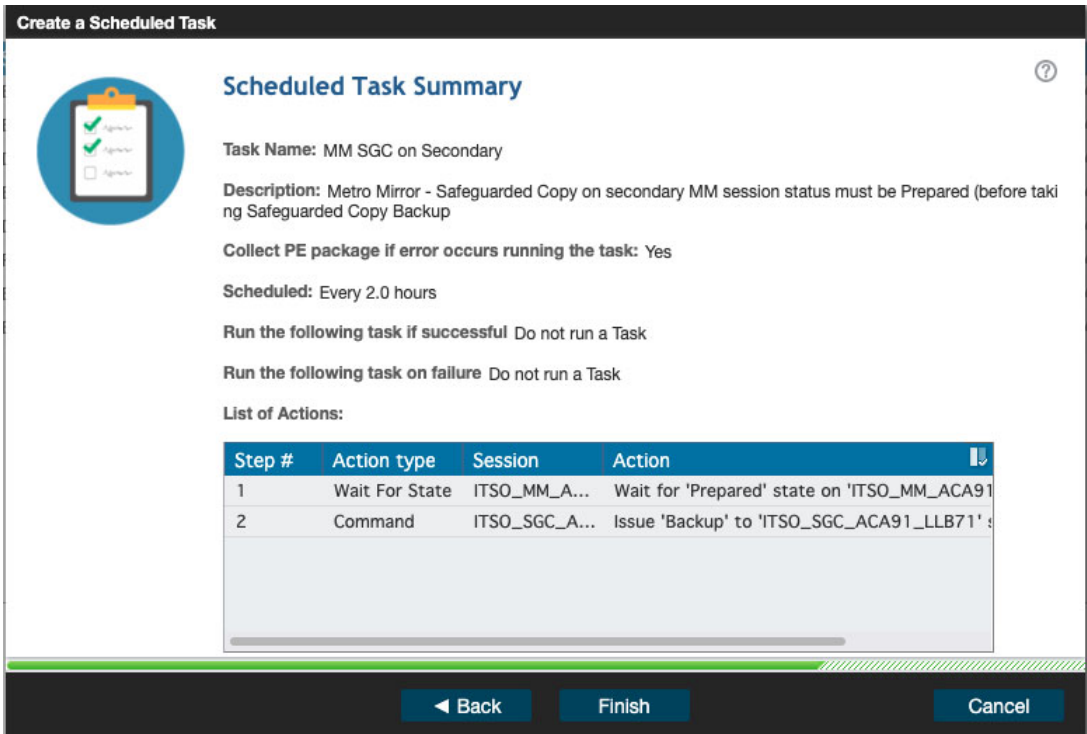 Create a Scheduled Task
Scheduled Task Summary
Task Name: MM SGC on Secondary
Description: Metro Mirror - Safeguarded Copy on secondary MM session status must be Prepared (before taki
ng Safeguarded Copy Backup
Collect PE package if error occurs running the task: Yes
Scheduled: Every 2.0 hours
Run the following task if successful Do not run a Task
Run the following task on failure Do not run a Task
List of Actions:
Step # Action type Session Action
1 Wait For State ITSO_MM_A... Wait for 'Prepared' state on 'ITSO_MM_ACA91
2 Command ITSO_SGC_A... Issue 'Backup' to 'ITSO_SGC_ACA91_LLB71'
◄ Back Finish Cancel